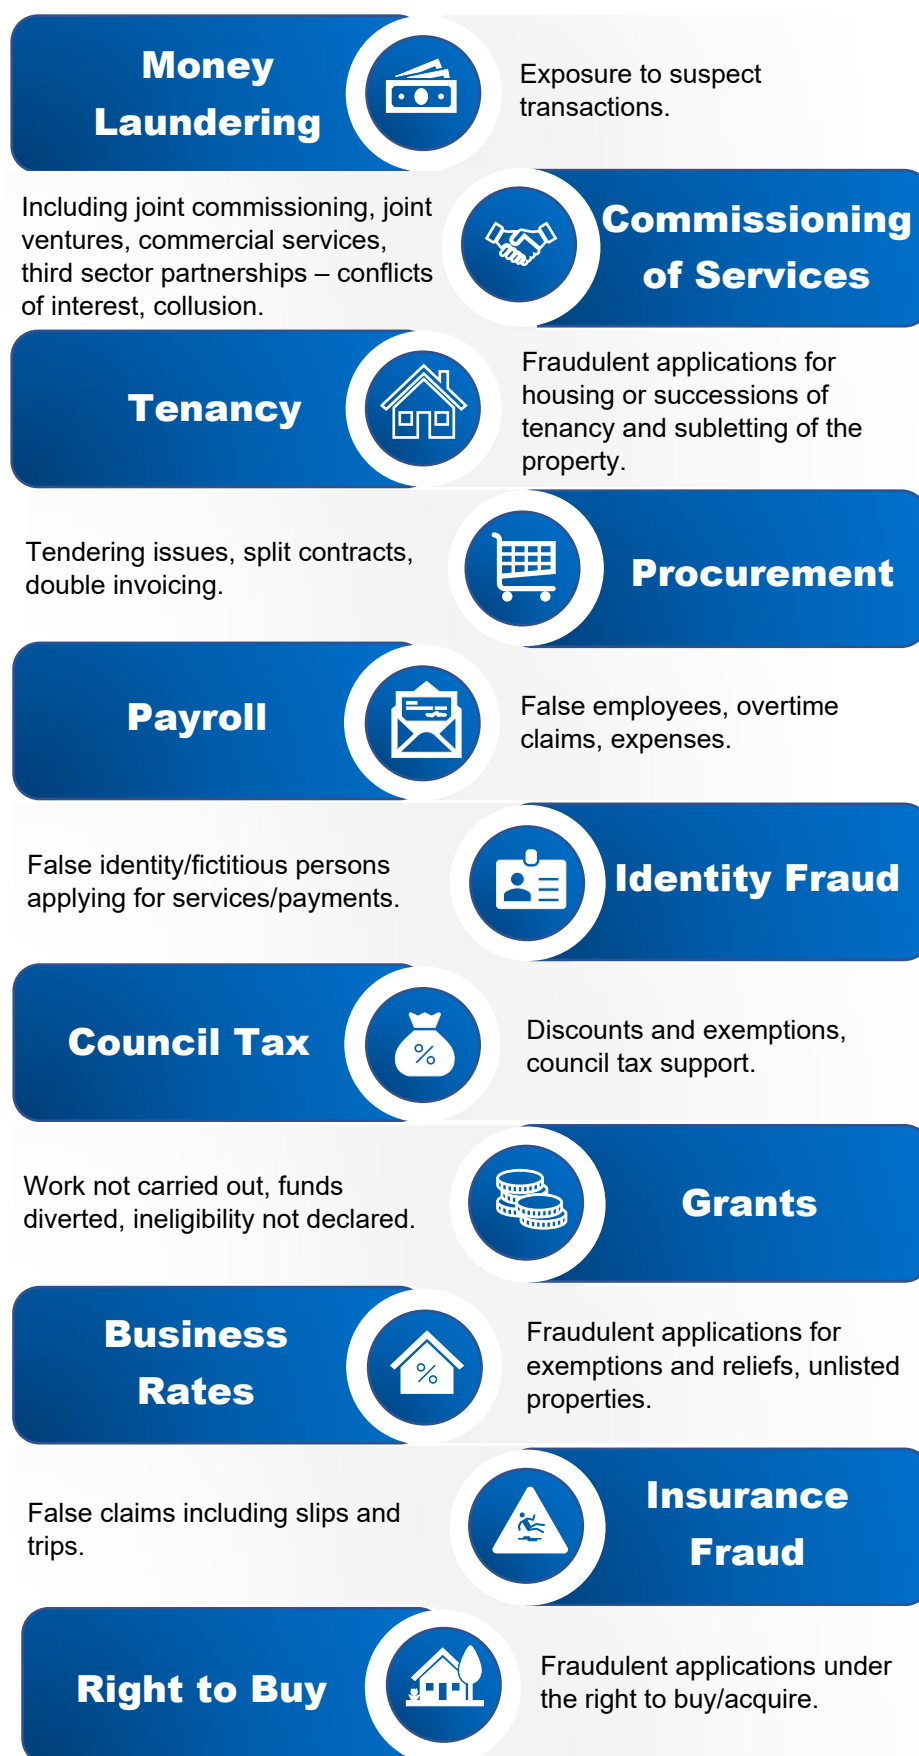 Money
Laundering
Exposure to suspect
transactions.
Including joint commissioning, joint
ventures, commercial services,
third sector partnerships – conflicts
of interest, collusion.
Commissioning
of Services
Tenancy
Fraudulent applications for
housing or successions of
tenancy and subletting of the
property.
Tendering issues, split contracts,
double invoicing.
Procurement
Payroll
False employees, overtime
claims, expenses.
False identity/fictitious persons
applying for services/payments.
Identity Fraud
Council Tax
%
Discounts and exemptions,
council tax support.
Work not carried out, funds
diverted, ineligibility not declared.
Grants
Business
Rates
%
Fraudulent applications for
exemptions and reliefs, unlisted
properties.
False claims including slips and
trips.
Insurance
Fraud
Right to Buy
Fraudulent applications under
the right to buy/acquire.